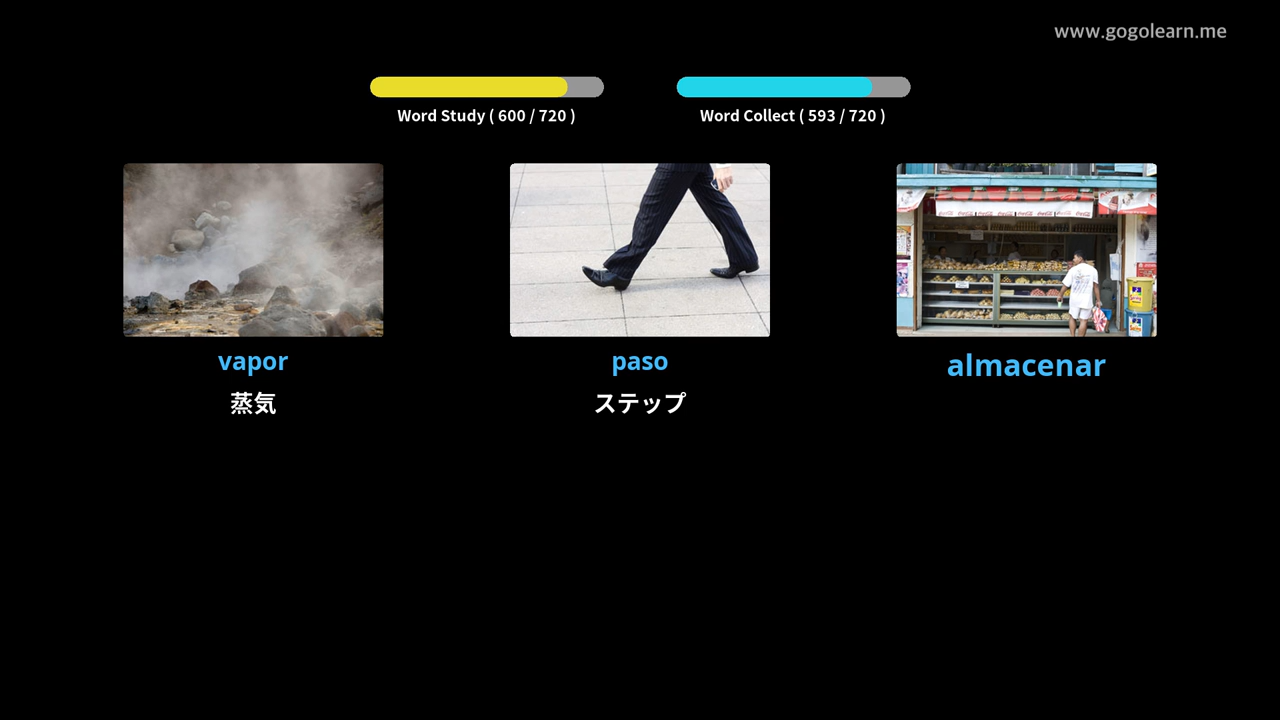 www.gogolearn.me
Word Study ( 600 / 720 )
Word Collect ( 593 / 720 )
vapor
paso
almacenar
蒸気
ステップ